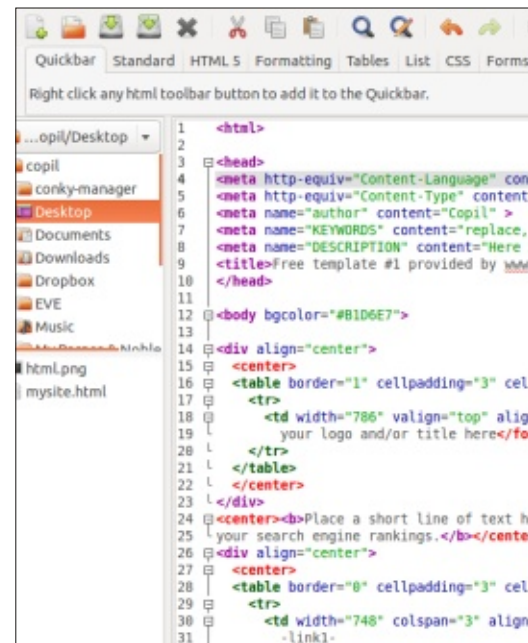 Quickbar Standard HTML 5 Formatting Tables List CSS Forms
Right click any html toolbar button to add it to the Quickbar.
...opil/Desktop
copil
conky-manager
Desktop
Documents
Downloads
Dropbox
EVE
Music
html.png
mysite.html
1 <html>
2
3 <head>
4 <meta http-equiv="Content-Language" con
5 <meta http-equiv="Content-Type" content
6 <meta name="author" content="Copil" >
7 <meta name="KEYWORDS" content="replace,
8 <meta name="DESCRIPTION" content="Here
9 <title>Free template #1 provided by www
10 </head>
11
12 <body bgcolor="#B1D6E7">
13
14 <div align="center">
15 <center>
16 <table border="1" cellpadding="3" cel
17 <tr>
18 <td width="786" valign="top" alig
19 your logo and/or title here</fo
20 </tr>
21 </table>
22 </center>
23 </div>
24 <center><b>Place a short line of text h
25 your search engine rankings.</b></cente
26 <div align="center">
27 <center>
28 <table border="0" cellpadding="3" cel
29 <tr>
30 <td width="748" colspan="3" align
31 -link1-